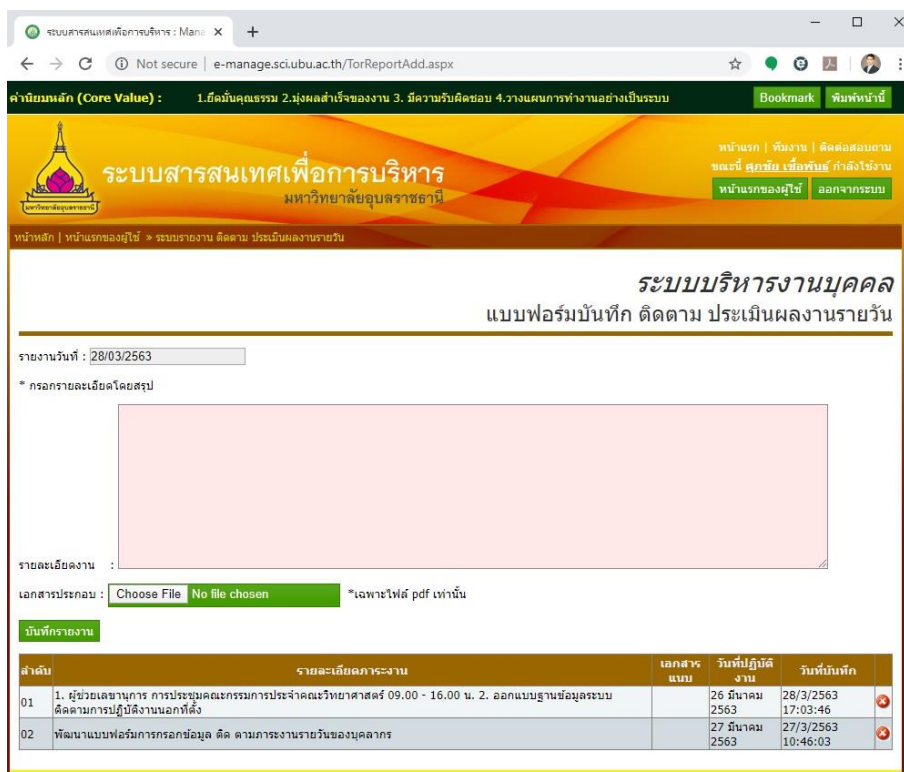 ระบบสารสนเทศเพื่อการบริหาร : Mana
Not secure | e-manage.sci.ubu.ac.th/TorReportAdd.aspx
ค่านิยมหลัก (Core Value) : 1.ยึดมั่นคุณธรรม 2.มุ่งผลสำเร็จของงาน 3. มีความรับผิดชอบ 4.วางแผนการทำงานอย่างเป็นระบบ Bookmark พิมพ์หน้านี้
หน้าแรก | ทีมงาน | ติดต่อสอบถาม
ระบบสารสนเทศเพื่อการบริหาร
ขณะนี้ ศุภชัย เชื้อพันธ์ กำลังใช้งาน
มหาวิทยาลัยอุบลราชธานี
หน้าแรกของผู้ใช้ ออกจากระบบ
มหาวิทยาลัยอุบลราชธานี
หน้าหลัก | หน้าแรกของผู้ใช้ » ระบบรายงาน ติดตาม ประเมินผลงานรายวัน
ระบบบริหารงานบุคคล
แบบฟอร์มบันทึก ติดตาม ประเมินผลงานรายวัน
รายงานวันที่ : 28/03/2563
* กรอกรายละเอียดโดยสรุป
รายละเอียดงาน :
เอกสารประกอบ : Choose File No file chosen *เฉพาะไฟล์ pdf เท่านั้น
บันทึกรายงาน
ลำดับ รายละเอียดภาระงาน เอกสารแนบ วันที่ปฏิบัติงาน วันที่บันทึก
01 1. ผู้ช่วยเลขานุการ การประชุมคณะกรรมการประจำคณะวิทยาศาสตร์ 09.00 - 16.00 น. 2. ออกแบบฐานข้อมูลระบบ 26 มีนาคม 28/3/2563
ติดตามการปฏิบัติงานนอกที่ตั้ง 2563 17:03:46
02 พัฒนาแบบฟอร์มการกรอกข้อมูล ติด ตามภาระงานรายวันของบุคลากร 27 มีนาคม 27/3/2563
2563 10:46:03